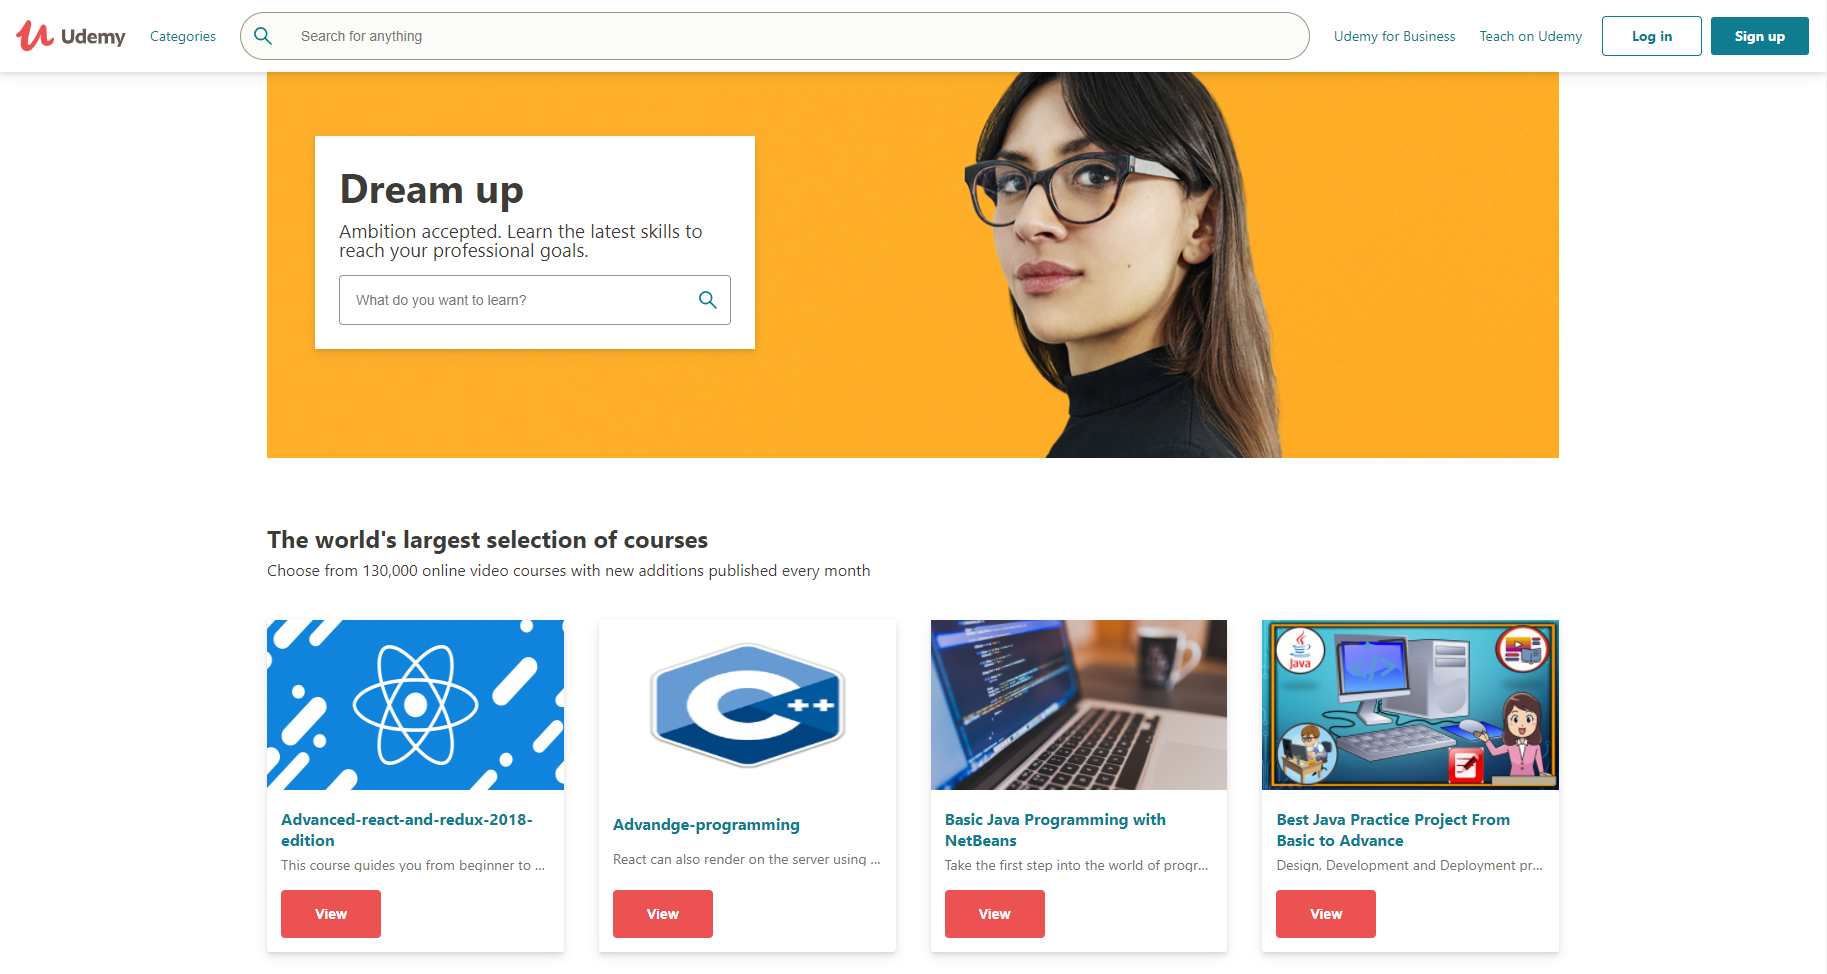 Udemy
Categories
Search for anything
Udemy for Business
Teach on Udemy
Log in
Sign up
Dream up
Ambition accepted. Learn the latest skills to
reach your professional goals.
What do you want to learn?
The world's largest selection of courses
Choose from 130,000 online video courses with new additions published every month
C++
Java
</>
Advanced-react-and-redux-2018-
edition
This course guides you from beginner to ...
View
Advandge-programming
React can also render on the server using ...
View
Basic Java Programming with
NetBeans
Take the first step into the world of progr...
View
Best Java Practice Project From
Basic to Advance
Design, Development and Deployment pr...
View